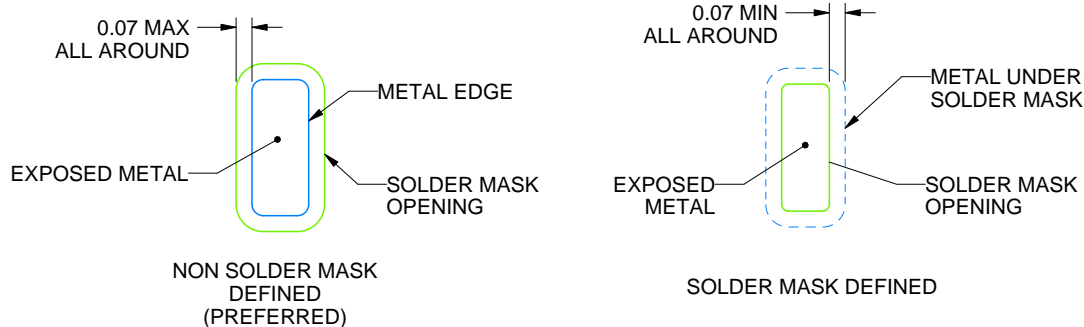 0.07 MAX
ALL AROUND
METAL EDGE
EXPOSED METAL
SOLDER MASK
OPENING
NON SOLDER MASK
DEFINED
(PREFERRED)
0.07 MIN
ALL AROUND
METAL UNDER
SOLDER MASK
EXPOSED
METAL
SOLDER MASK
OPENING
SOLDER MASK DEFINED